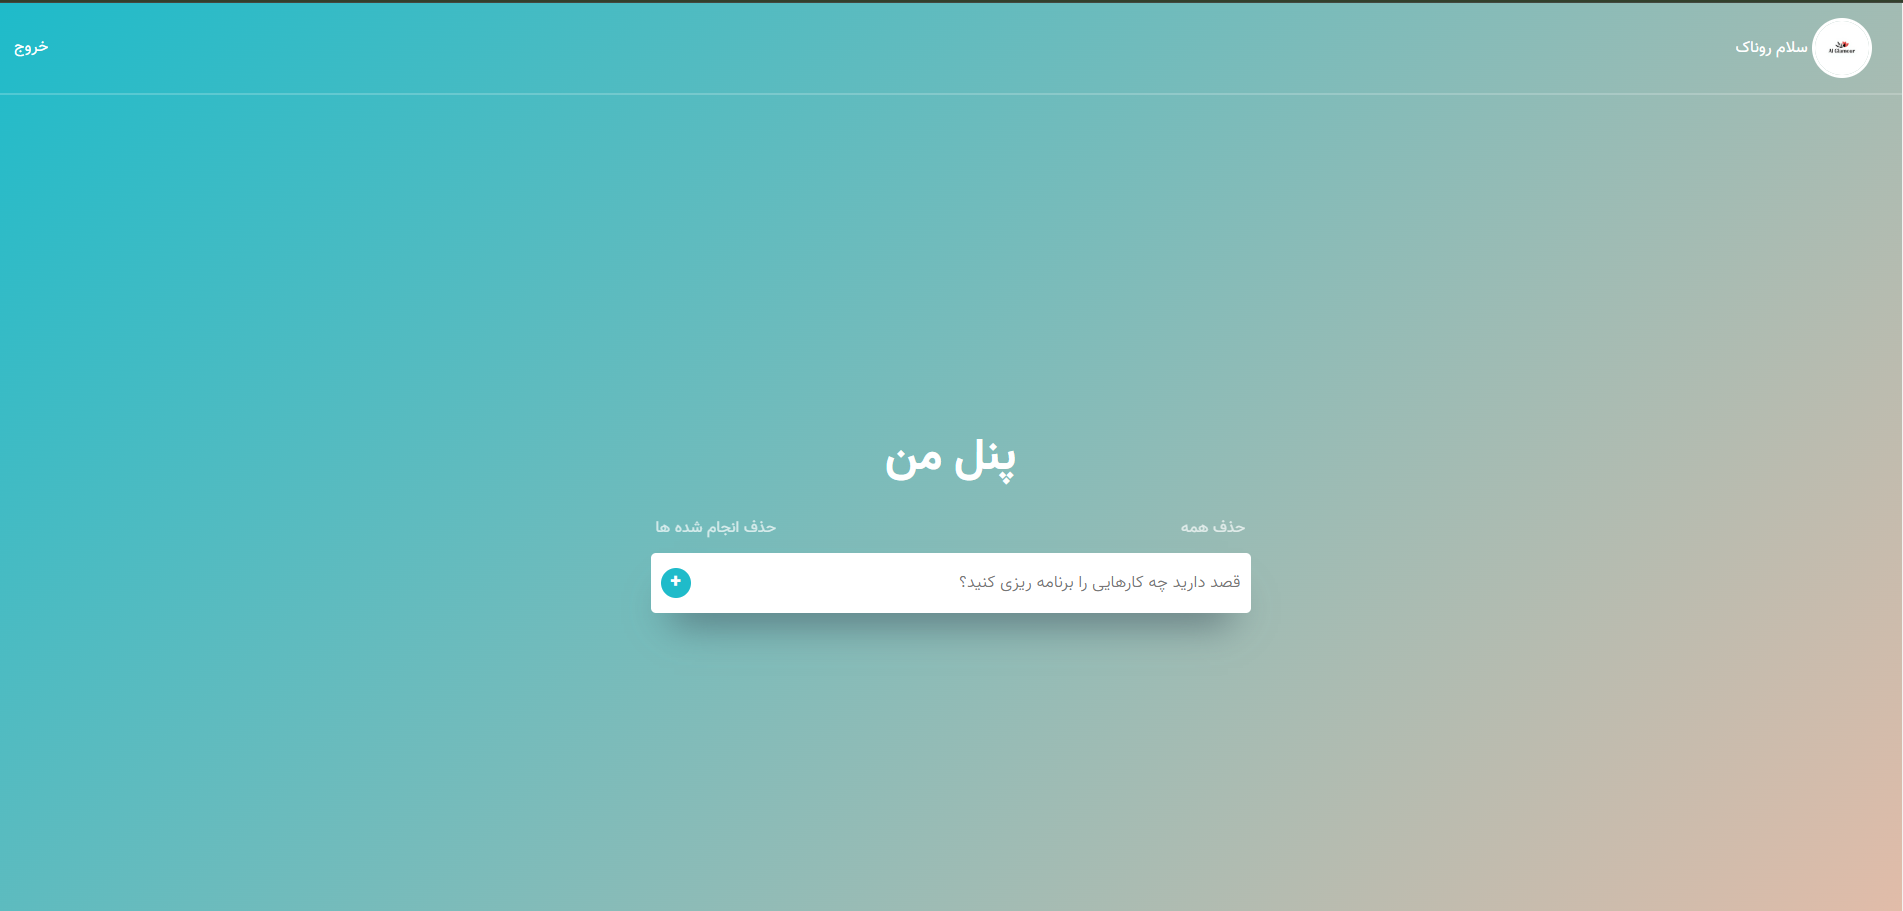 سلام روناک
خروج
پنل من
حذف همه
حذف انجام شده ها
قصد دارید چه کارهایی را برنامه ریزی کنید؟
+